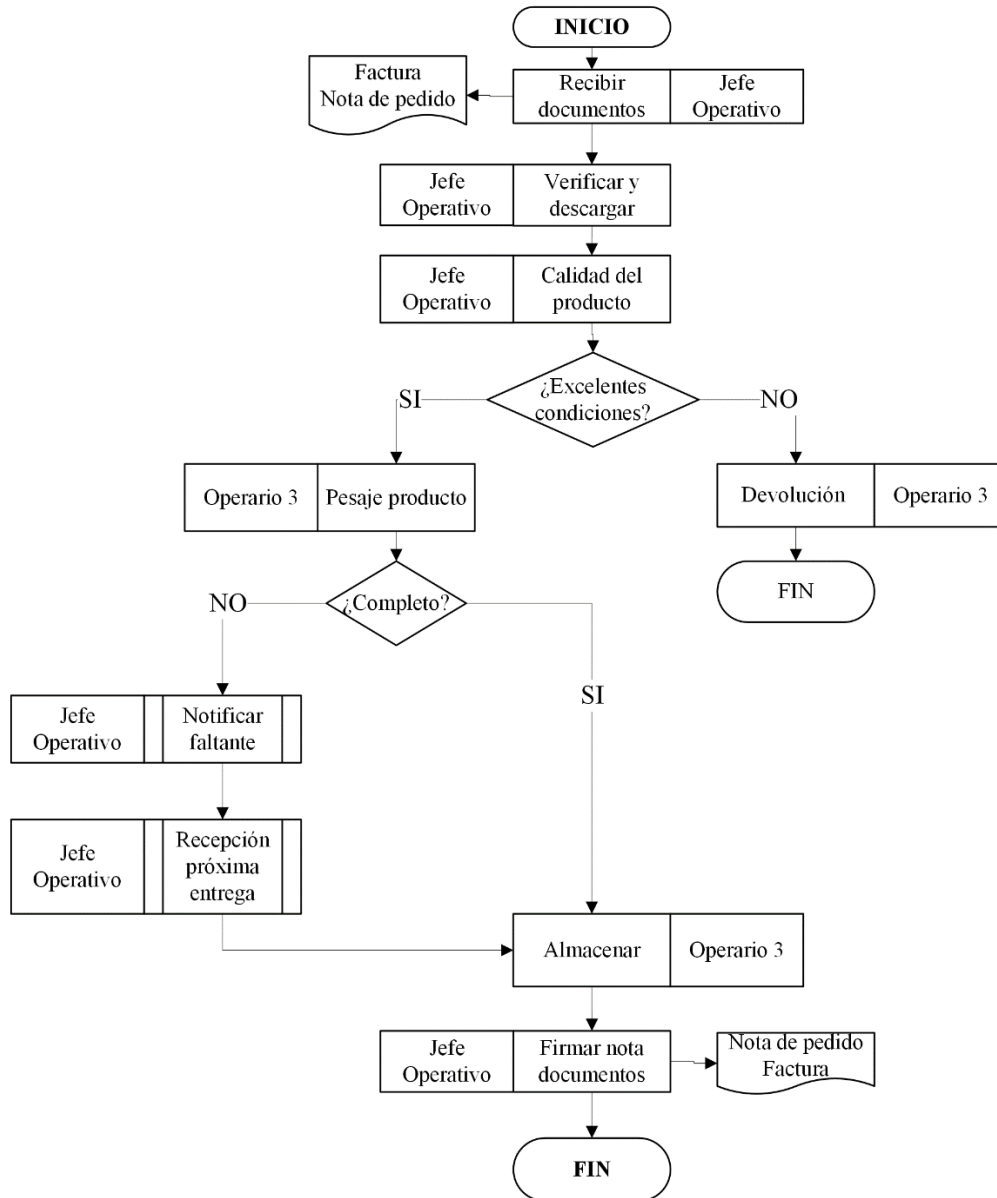 INICIO
Factura
Nota de pedido
Recibir
documentos
Jefe
Operativo
Jefe
Operativo
Verificar y
descargar
Jefe
Operativo
Calidad del
producto
¿Excelentes
condiciones?
SI
NO
Operario 3
Pesaje producto
Devolución
Operario 3
¿Completo?
NO
FIN
SI
Jefe
Operativo
Notificar
faltante
Jefe
Operativo
Recepción
próxima
entrega
Almacenar
Operario 3
Jefe
Operativo
Firmar nota
documentos
Nota de pedido
Factura
FIN